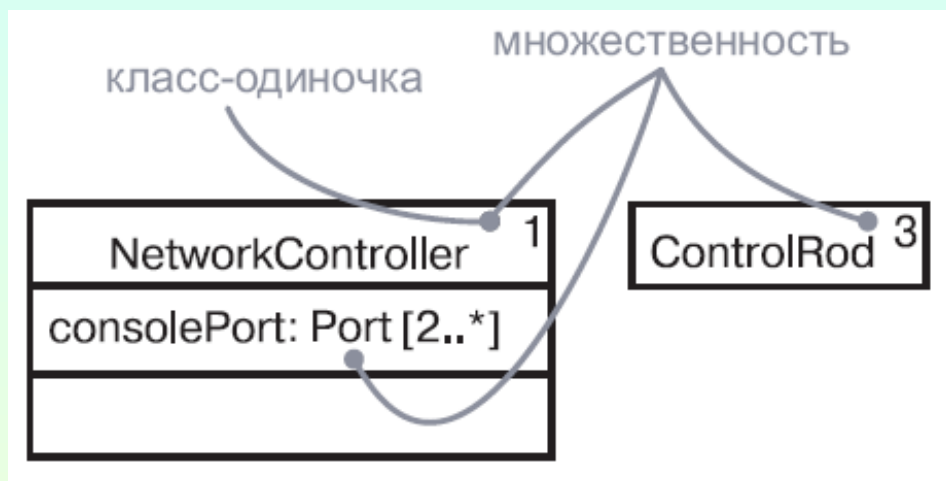 множественность
класс-одиночка
NetworkController 1
consolePort: Port [2..*]
ControlRod 3